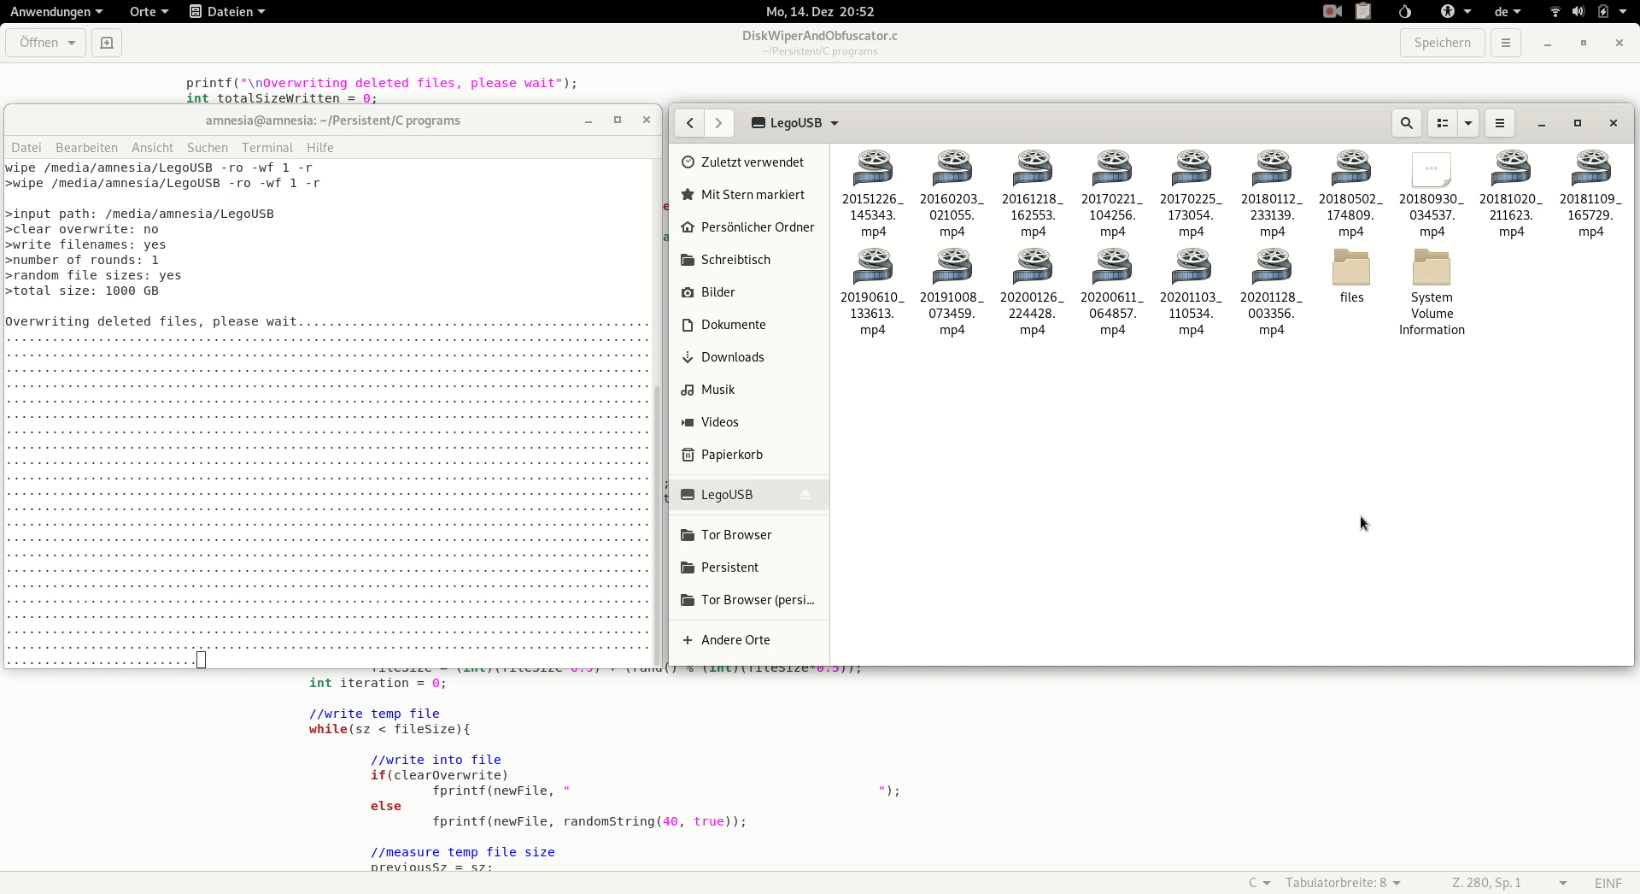 Anwendungen Orte Dateien Mo, 14. Dez 20:52 de
Öffnen DiskWiperAndObfuscator.c Speichern
~/Persistent/C programs
printf("\nOverwriting deleted files, please wait");
int totalSizeWritten = 0;
amnesia@amnesia: ~/Persistent/C programs
Datei Bearbeiten Ansicht Suchen Terminal Hilfe
wipe /media/amnesia/LegoUSB -ro -wf 1 -r
>wipe /media/amnesia/LegoUSB -ro -wf 1 -r
>input path: /media/amnesia/LegoUSB
>clear overwrite: no
>write filenames: yes
>number of rounds: 1
>random file sizes: yes
>total size: 1000 GB
Overwriting deleted files, please wait.............................................
LegoUSB
Zuletzt verwendet
Mit Stern markiert
Persönlicher Ordner
Schreibtisch
Bilder
Dokumente
Downloads
Musik
Videos
Papierkorb
LegoUSB
Tor Browser
Persistent
Tor Browser (persi…
+ Andere Orte
20151226_145343.mp4
20160203_021055.mp4
20161218_162553.mp4
20170221_104256.mp4
20170225_173054.mp4
20180112_233139.mp4
20180502_174809.mp4
20180930_034537.mp4
20181020_211623.mp4
20181109_165729.mp4
20190610_133613.mp4
20191008_073459.mp4
20200126_224428.mp4
20200611_064857.mp4
20201103_110534.mp4
20201128_003356.mp4
files
System Volume Information
fileSize = (int)(fileSize*0.5) + (rand() % (int)(fileSize*0.5));
int iteration = 0;
//write temp file
while(sz < fileSize){
//write into file
if(clearOverwrite)
fprintf(newFile, "                                        ");
else
fprintf(newFile, randomString(40, true));
//measure temp file size
previousSz = sz;
C Tabulatorbreite: 8 Z. 280, Sp. 1 EINF